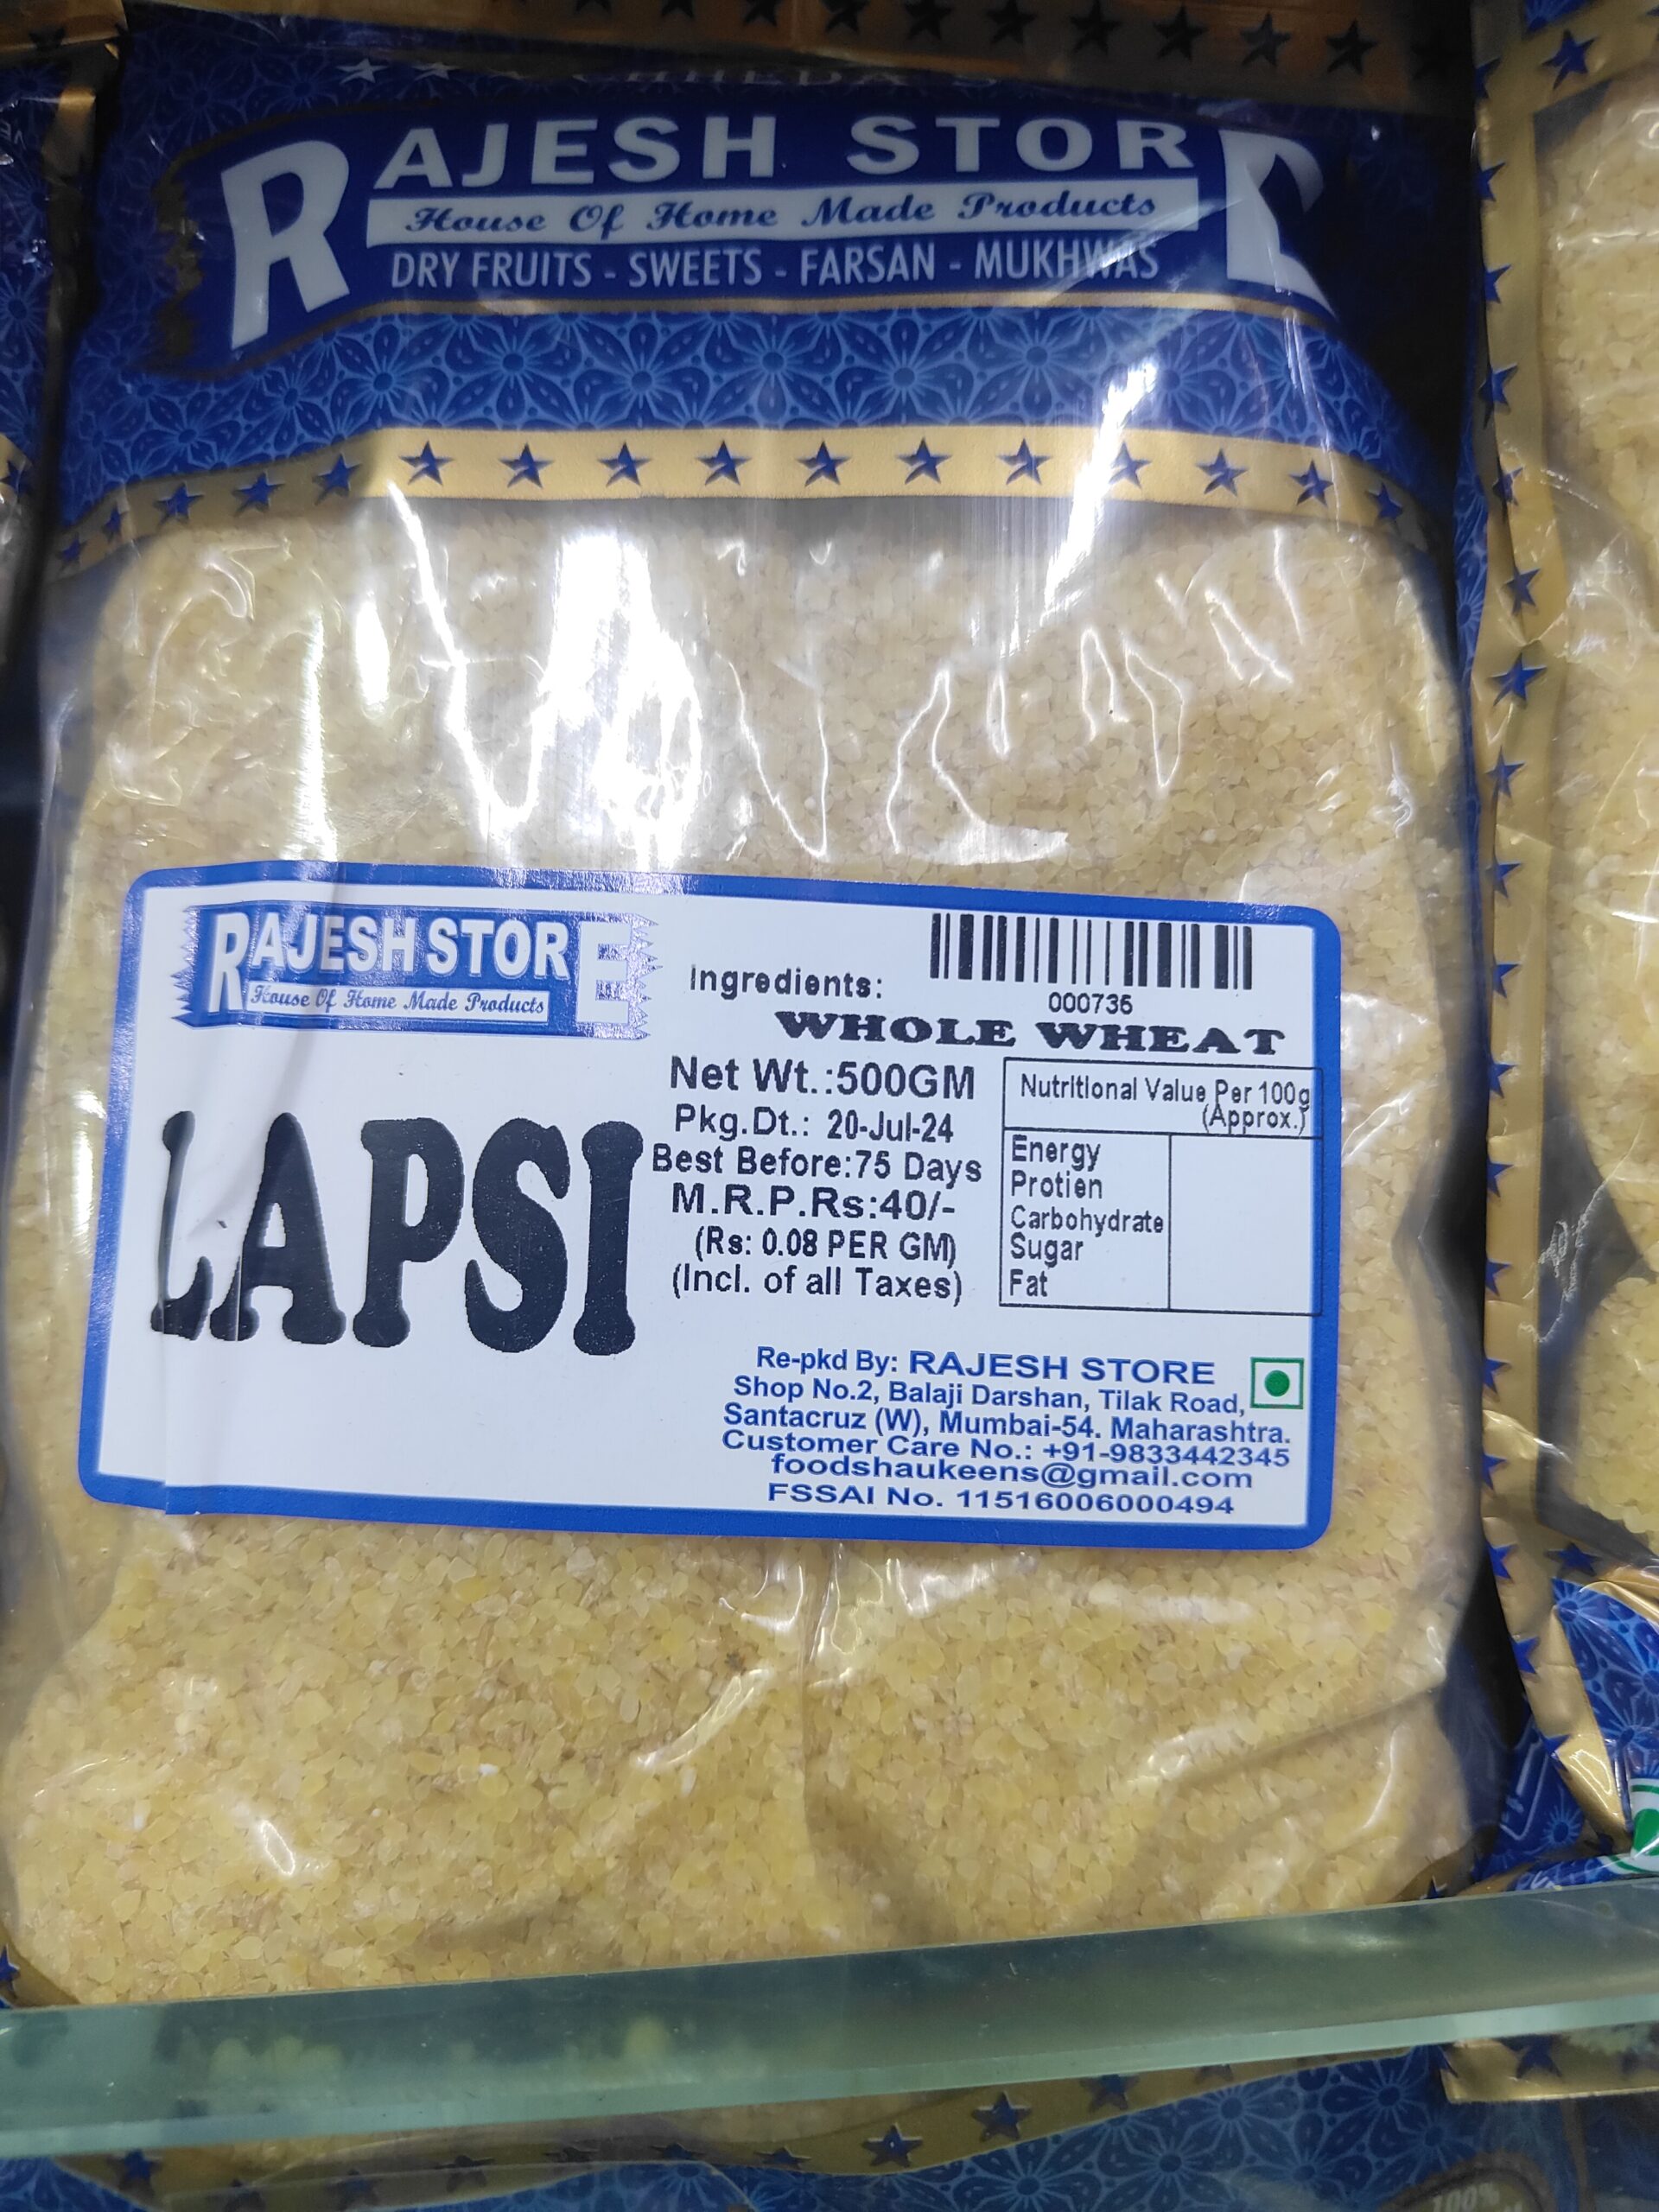 RAJESH STORE
House Of Home Made Products
DRY FRUITS - SWEETS - FARSAN - MUKHWAS
RAJESH STORE
House Of Home Made Products
Ingredients:
000736
WHOLE WHEAT
LAPSI
Net Wt.:500GM
Pkg.Dt.: 20-Jul-24
Best Before:75 Days
M.R.P.Rs:40/-
(Rs: 0.08 PER GM)
(Incl. of all Taxes)
Nutritional Value Per 100g
(Approx.)
Energy
Protien
Carbohydrate
Sugar
Fat
Re-pkd By: RAJESH STORE
Shop No.2, Balaji Darshan, Tilak Road,
Santacruz (W), Mumbai-54. Maharashtra.
Customer Care No.: +91-9833442345
foodshaukeens@gmail.com
FSSAI No. 11516006000494
100%